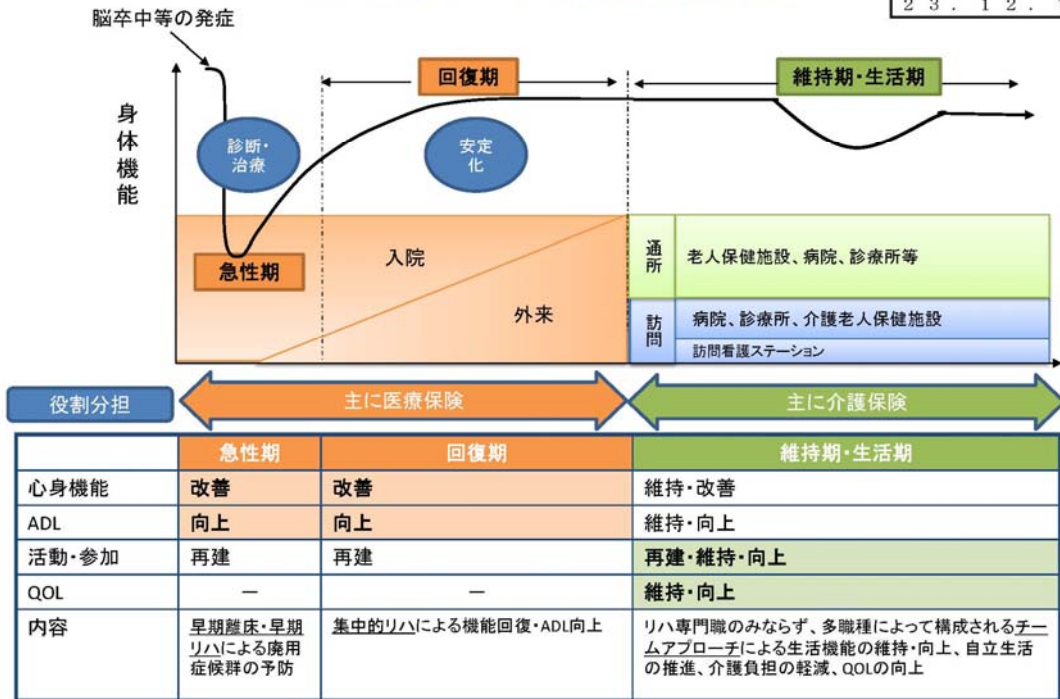 23.12.
脳卒中等の発症
身体機能
回復期
維持期・生活期
診断・
治療
安定
化
急性期
入院
外来
通所
老人保健施設、病院、診療所等
訪問
病院、診療所、介護老人保健施設
訪問看護ステーション
役割分担
主に医療保険
主に介護保険
急性期 回復期 維持期・生活期
心身機能 改善 改善 維持・改善
ADL 向上 向上 維持・向上
活動・参加 再建 再建 再建・維持・向上
QOL ー ー 維持・向上
内容
早期離床・早期
リハによる廃用
症候群の予防
集中的リハによる機能回復・ADL向上
リハ専門職のみならず、多職種によって構成されるチー
ムアプローチによる生活機能の維持・向上、自立生活
の推進、介護負担の軽減、QOLの向上